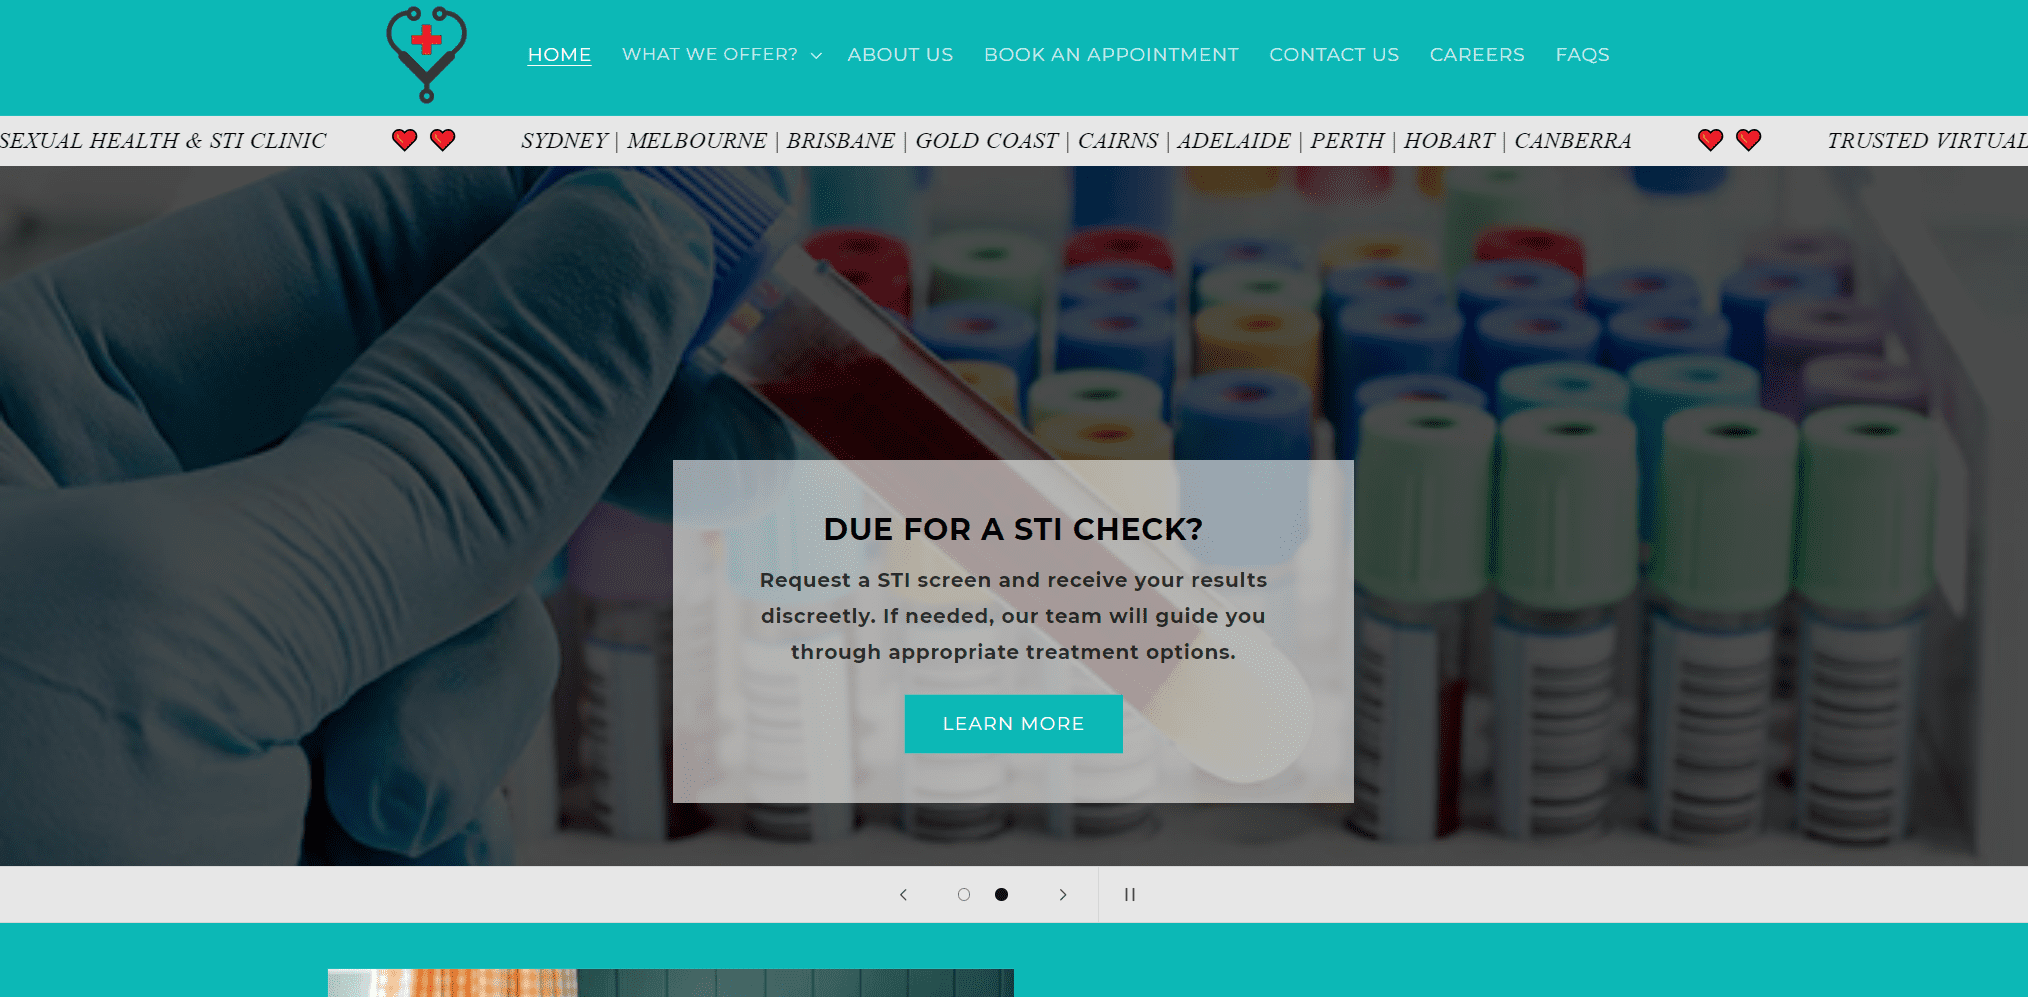 HOME
WHAT WE OFFER?
ABOUT US
BOOK AN APPOINTMENT
CONTACT US
CAREERS
FAQS
SEXUAL HEALTH & STI CLINIC
SYDNEY | MELBOURNE | BRISBANE | GOLD COAST | CAIRNS | ADELAIDE | PERTH | HOBART | CANBERRA
TRUSTED VIRTUAL
DUE FOR A STI CHECK?
Request a STI screen and receive your results
discreetly. If needed, our team will guide you
through appropriate treatment options.
LEARN MORE